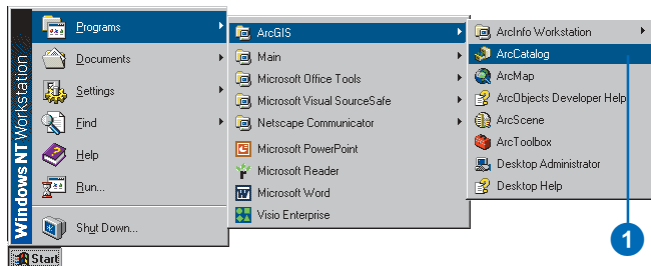 Windows NT Workstation
Programs
Documents
Settings
Find
Help
Run...
Shut Down...
Start
ArcGIS
Main
Microsoft Office Tools
Microsoft Visual SourceSafe
Netscape Communicator
Microsoft PowerPoint
Microsoft Reader
Microsoft Word
Visio Enterprise
ArcInfo Workstation
ArcCatalog
ArcMap
ArcObjects Developer Help
ArcScene
ArcToolbox
Desktop Administrator
Desktop Help
1